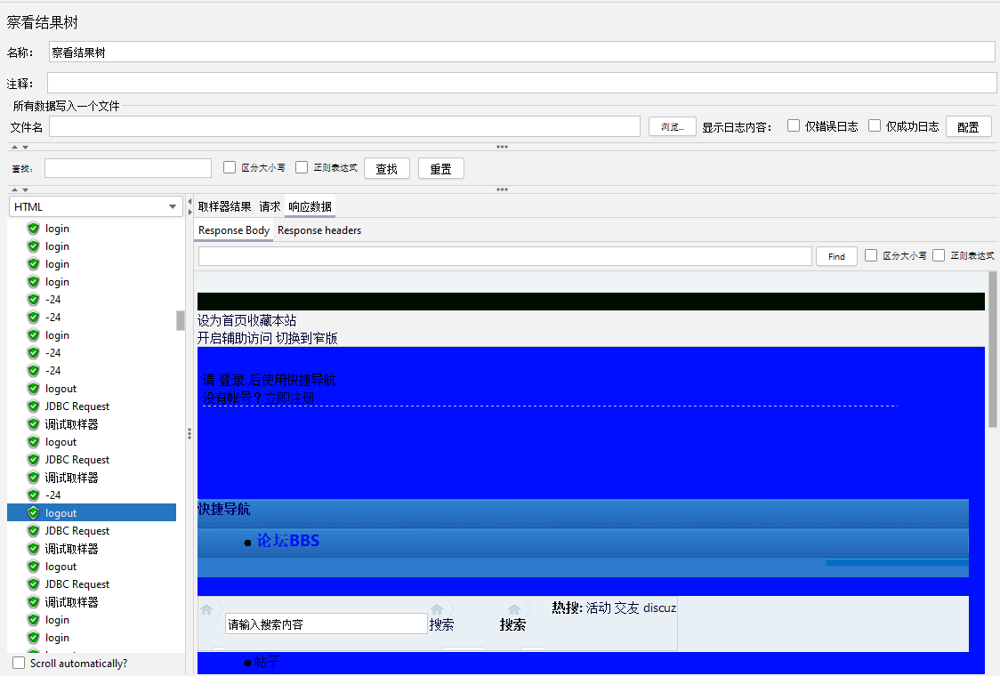 察看结果树
名称： 察看结果树
注释：
所有数据写入一个文件
文件名 浏览... 显示日志内容： 仅错误日志 仅成功日志 配置
查找： 区分大小写 正则表达式 查找 重置
HTML
login
login
login
login
-24
-24
login
-24
-24
logout
JDBC Request
调试取样器
logout
JDBC Request
调试取样器
-24
logout
JDBC Request
调试取样器
logout
JDBC Request
调试取样器
login
login
Scroll automatically?
取样器结果 请求 响应数据
Response Body Response headers
Find 区分大小写 正则表达式
设为首页收藏本站
开启辅助访问 切换到窄版
请 登录 后使用快捷导航
没有帐号？立即注册
快捷导航
论坛BBS
请输入搜索内容 搜索 搜索 热搜: 活动 交友 discuz
帖子